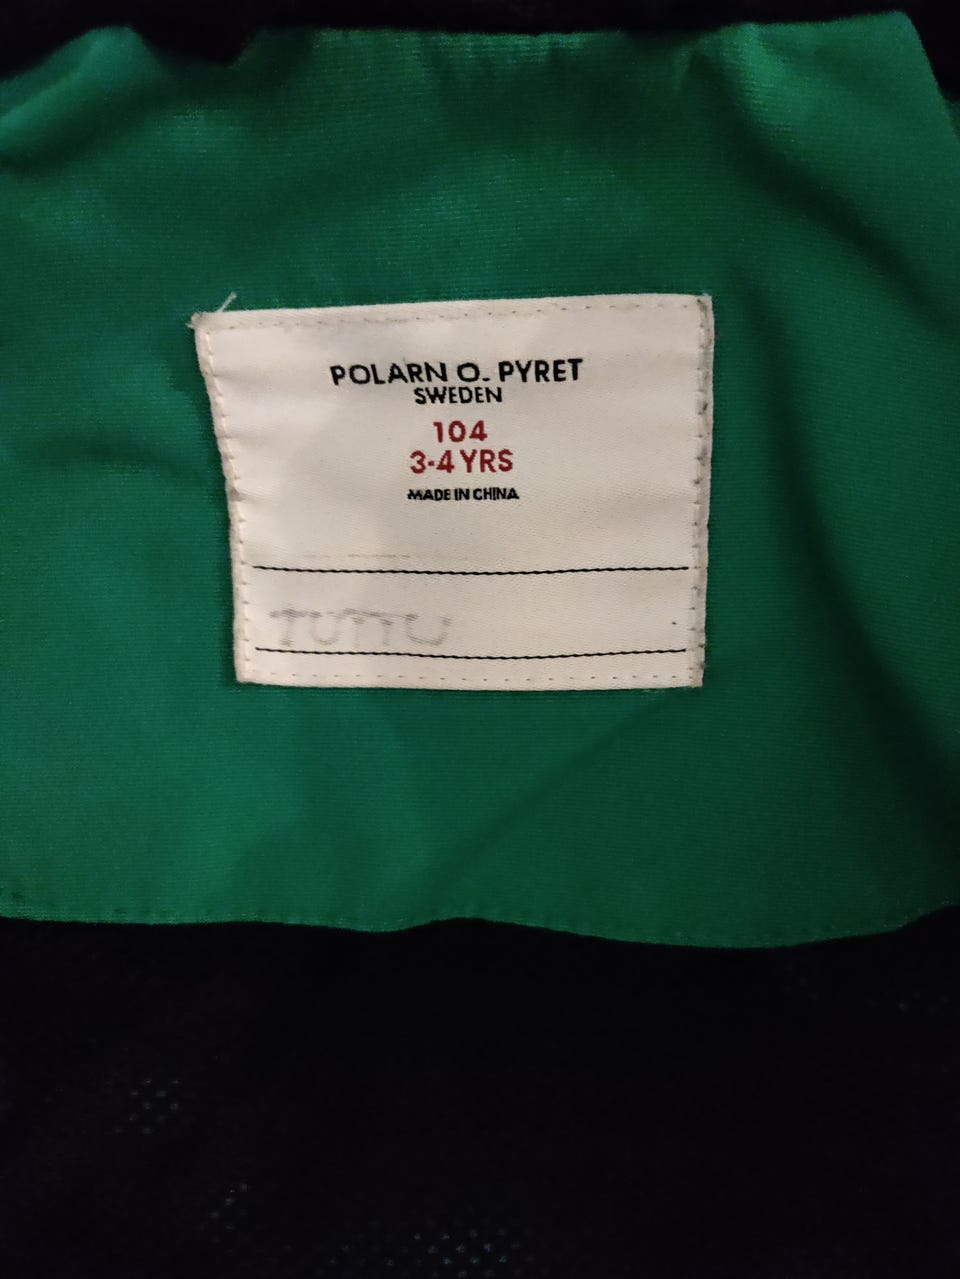 POLARN O. PYRET
SWEDEN
104
3-4 YRS
MADE IN CHINA
TUTTU